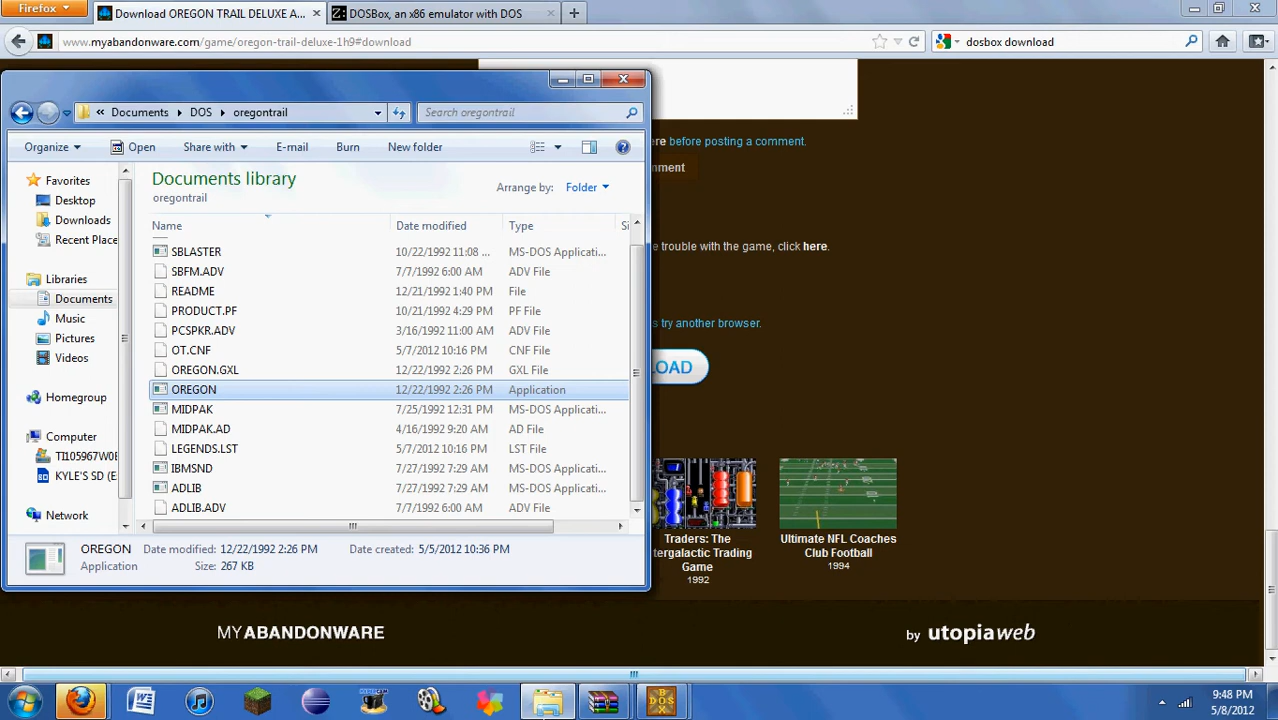 Firefox
Download OREGON TRAIL DELUXE A...
Z: DOSBox, an x86 emulator with DOS
www.myabandonware.com/game/oregon-trail-deluxe-1h9#download
dosbox download
« Documents DOS oregontrail
Search oregontrail
Organize Open Share with E-mail Burn New folder
ere before posting a comment.
mment
e trouble with the game, click here.
s try another browser.
LOAD
Favorites
Desktop
Downloads
Recent Place
Libraries
Documents
Music
Pictures
Videos
Homegroup
Computer
TI105967W0
KYLE'S SD (E
Network
Documents library
oregontrail
Arrange by: Folder
Name Date modified Type Si
SBLASTER 10/22/1992 11:08 ... MS-DOS Applicati...
SBFM.ADV 7/7/1992 6:00 AM ADV File
README 12/21/1992 1:40 PM File
PRODUCT.PF 10/21/1992 4:29 PM PF File
PCSPKR.ADV 3/16/1992 11:00 AM ADV File
OT.CNF 5/7/2012 10:16 PM CNF File
OREGON.GXL 12/22/1992 2:26 PM GXL File
OREGON 12/22/1992 2:26 PM Application
MIDPAK 7/25/1992 12:31 PM MS-DOS Applicati...
MIDPAK.AD 4/16/1992 9:20 AM AD File
LEGENDS.LST 5/7/2012 10:16 PM LST File
IBMSND 7/27/1992 7:29 AM MS-DOS Applicati...
ADLIB 7/27/1992 7:29 AM MS-DOS Applicati...
ADLIB.ADV 7/7/1992 6:00 AM ADV File
OREGON Date modified: 12/22/1992 2:26 PM Date created: 5/5/2012 10:36 PM
Application Size: 267 KB
Traders: The
tergalactic Trading
Game
1992
Ultimate NFL Coaches
Club Football
1994
MYABANDONWARE
by utopiaweb
BOX
DOS
9:48 PM
5/8/2012